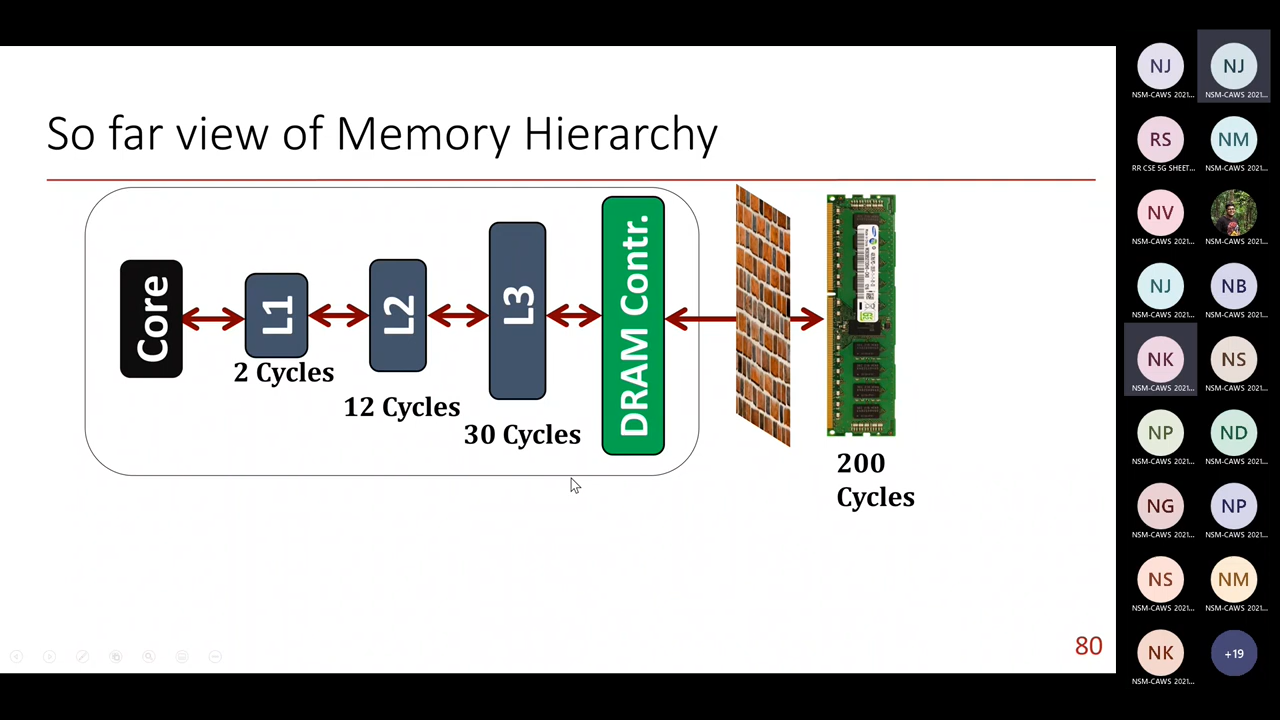 So far view of Memory Hierarchy
Core
L1
L2
L3
DRAM Contr.
2 Cycles
12 Cycles
30 Cycles
200
Cycles
80
NJ
NSM-CAWS 2021...
NJ
NSM-CAWS 2021...
RS
RR CSE 5G SHEET...
NM
NSM-CAWS 2021...
NV
NSM-CAWS 2021...
NSM-CAWS 2021...
NJ
NSM-CAWS 2021...
NB
NSM-CAWS 2021...
NK
NSM-CAWS 2021...
NS
NSM-CAWS 2021...
NP
NSM-CAWS 2021...
ND
NSM-CAWS 2021...
NG
NSM-CAWS 2021...
NP
NSM-CAWS 2021...
NS
NSM-CAWS 2021...
NM
NSM-CAWS 2021...
NK
NSM-CAWS 2021...
+19